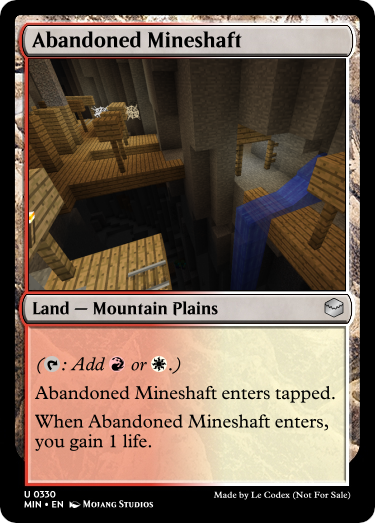 Abandoned Mineshaft
Land — Mountain Plains
(: Add or .)
Abandoned Mineshaft enters tapped.
When Abandoned Mineshaft enters,
you gain 1 life.
U 0330
MIN • EN Mojang Studios
Made by Le Codex (Not For Sale)